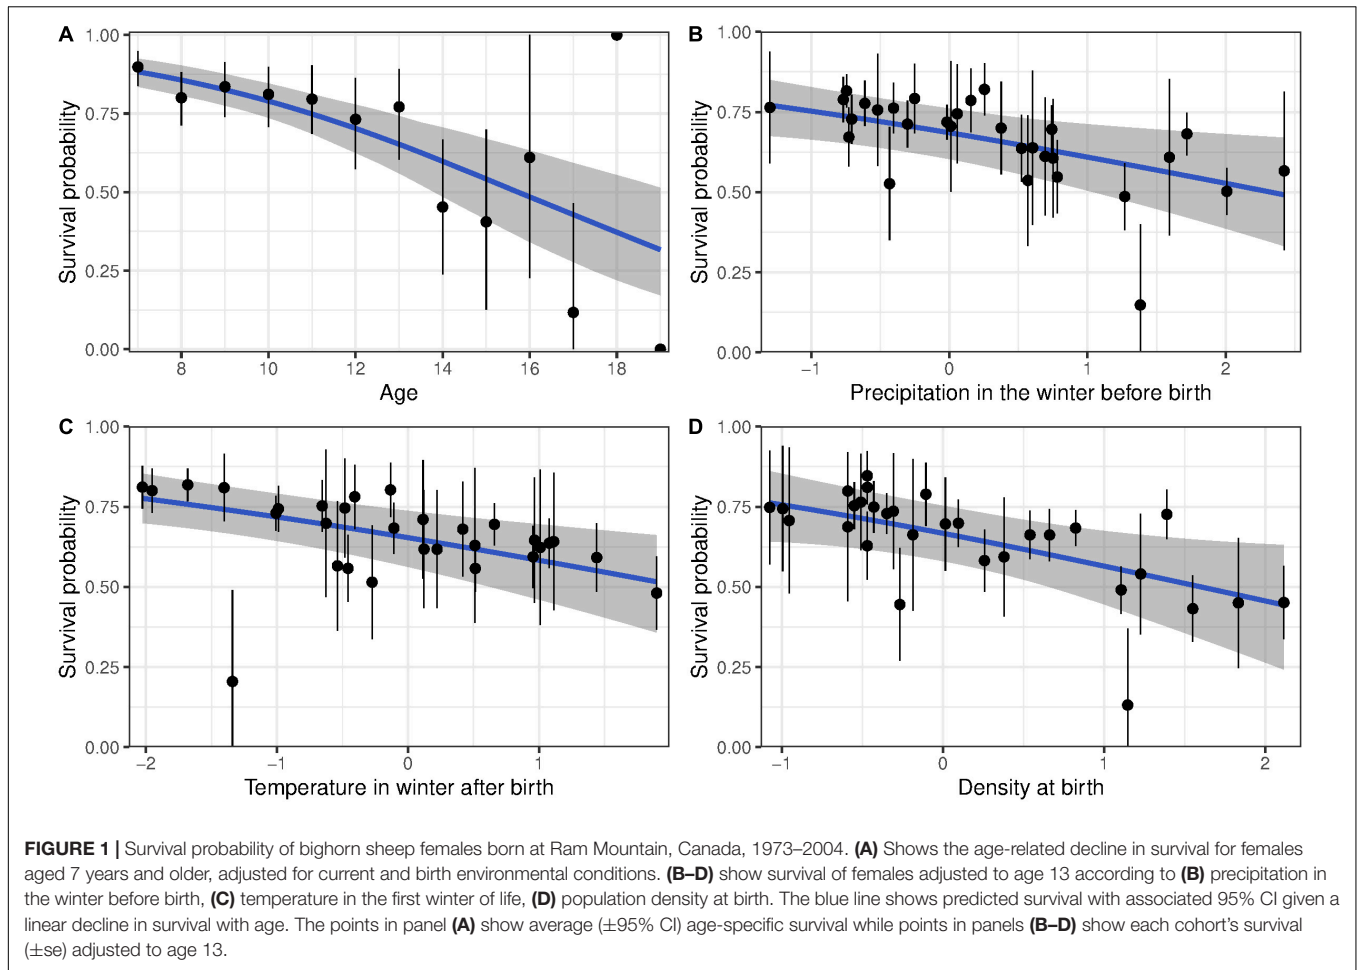 A
1.00
0.75
0.50
0.25
0.00
Survival probability
8 10 12 14 16 18
Age
B
1.00
0.75
0.50
0.25
0.00
Survival probability
−1 0 1 2
Precipitation in the winter before birth
C
1.00
0.75
0.50
0.25
0.00
Survival probability
−2 −1 0 1
Temperature in winter after birth
D
1.00
0.75
0.50
0.25
0.00
Survival probability
−1 0 1 2
Density at birth
FIGURE 1 | Survival probability of bighorn sheep females born at Ram Mountain, Canada, 1973–2004. (A) Shows the age-related decline in survival for females
aged 7 years and older, adjusted for current and birth environmental conditions. (B–D) show survival of females adjusted to age 13 according to (B) precipitation in
the winter before birth, (C) temperature in the first winter of life, (D) population density at birth. The blue line shows predicted survival with associated 95% CI given a
linear decline in survival with age. The points in panel (A) show average (±95% CI) age-specific survival while points in panels (B–D) show each cohort's survival
(±se) adjusted to age 13.